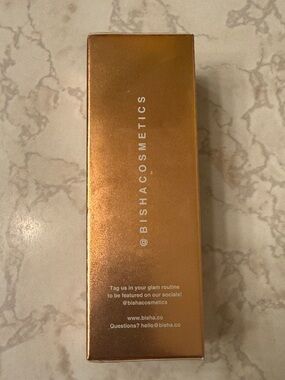 @BISHACOSMETICS
Tag us in your glam routine
to be featured on our socials!
@bishacosmetics
www.bisha.co
Questions? hello@bisha.co